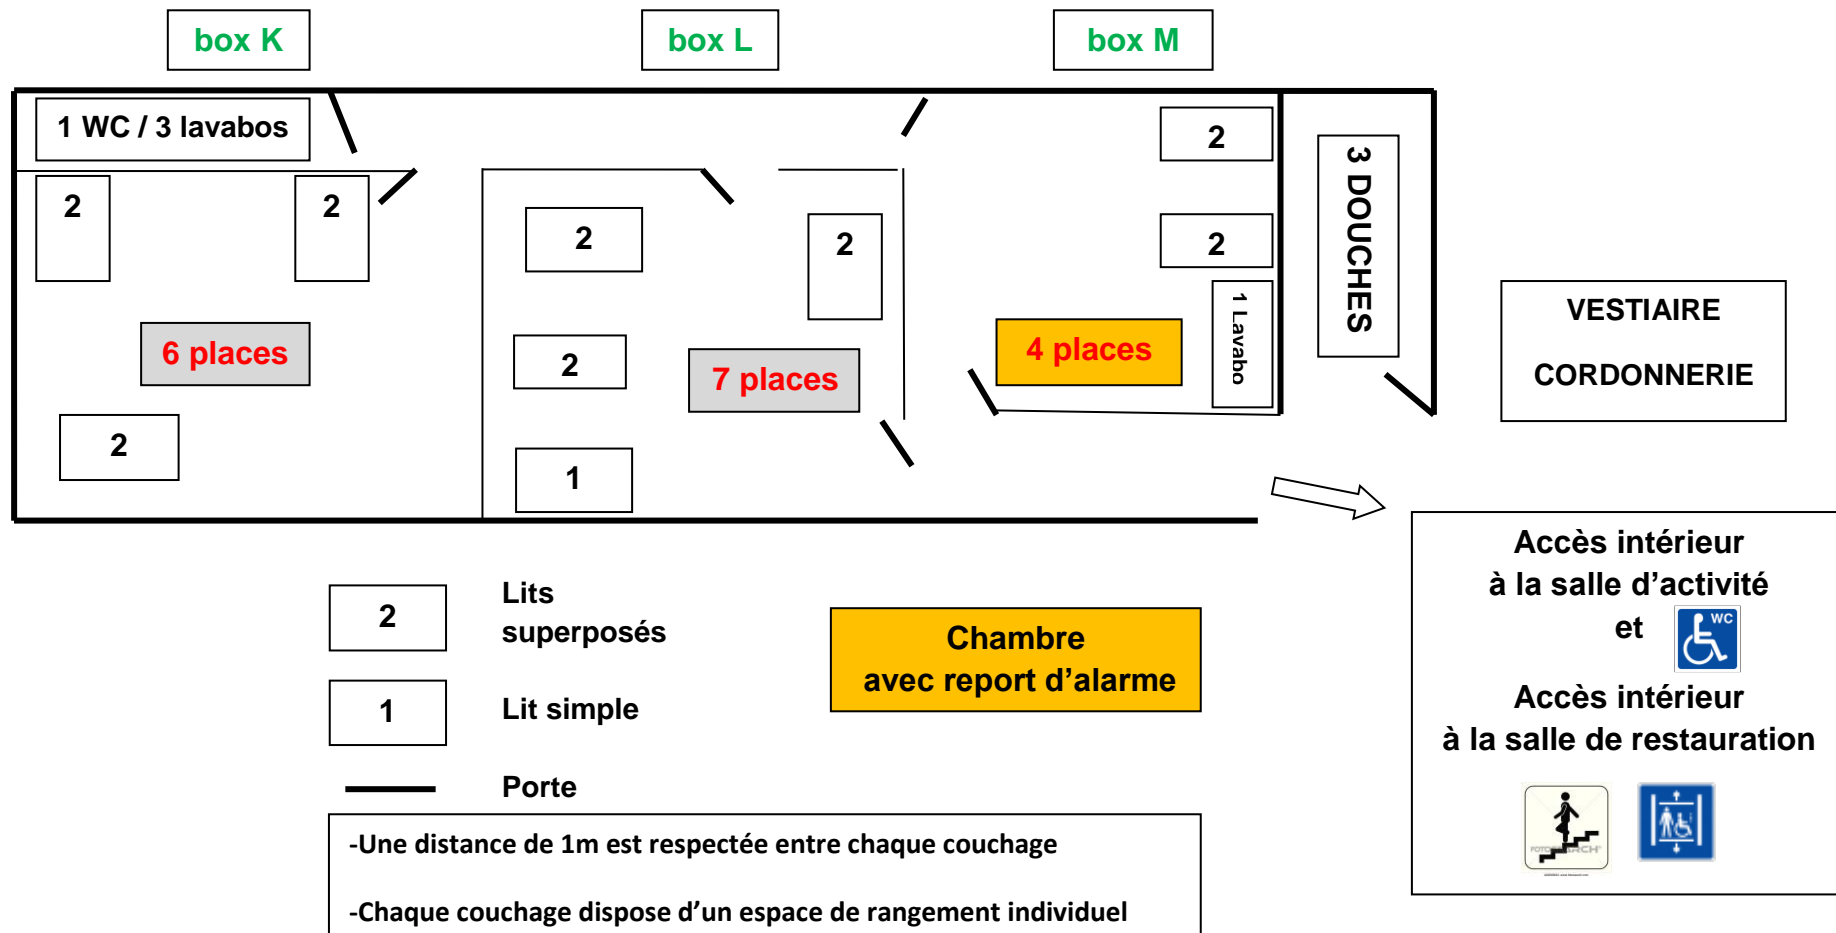 box K
box L
box M
1 WC / 3 lavabos
2
2
2
2
2
2
2
2
3 DOUCHES
1 Lavabo
6 places
7 places
4 places
2
1
VESTIAIRE
CORDONNERIE
2
Lits
superposés
1
Lit simple
Porte
Chambre
avec report d’alarme
Accès intérieur
à la salle d’activité
et
WC
Accès intérieur
à la salle de restauration
-Une distance de 1m est respectée entre chaque couchage
-Chaque couchage dispose d’un espace de rangement individuel